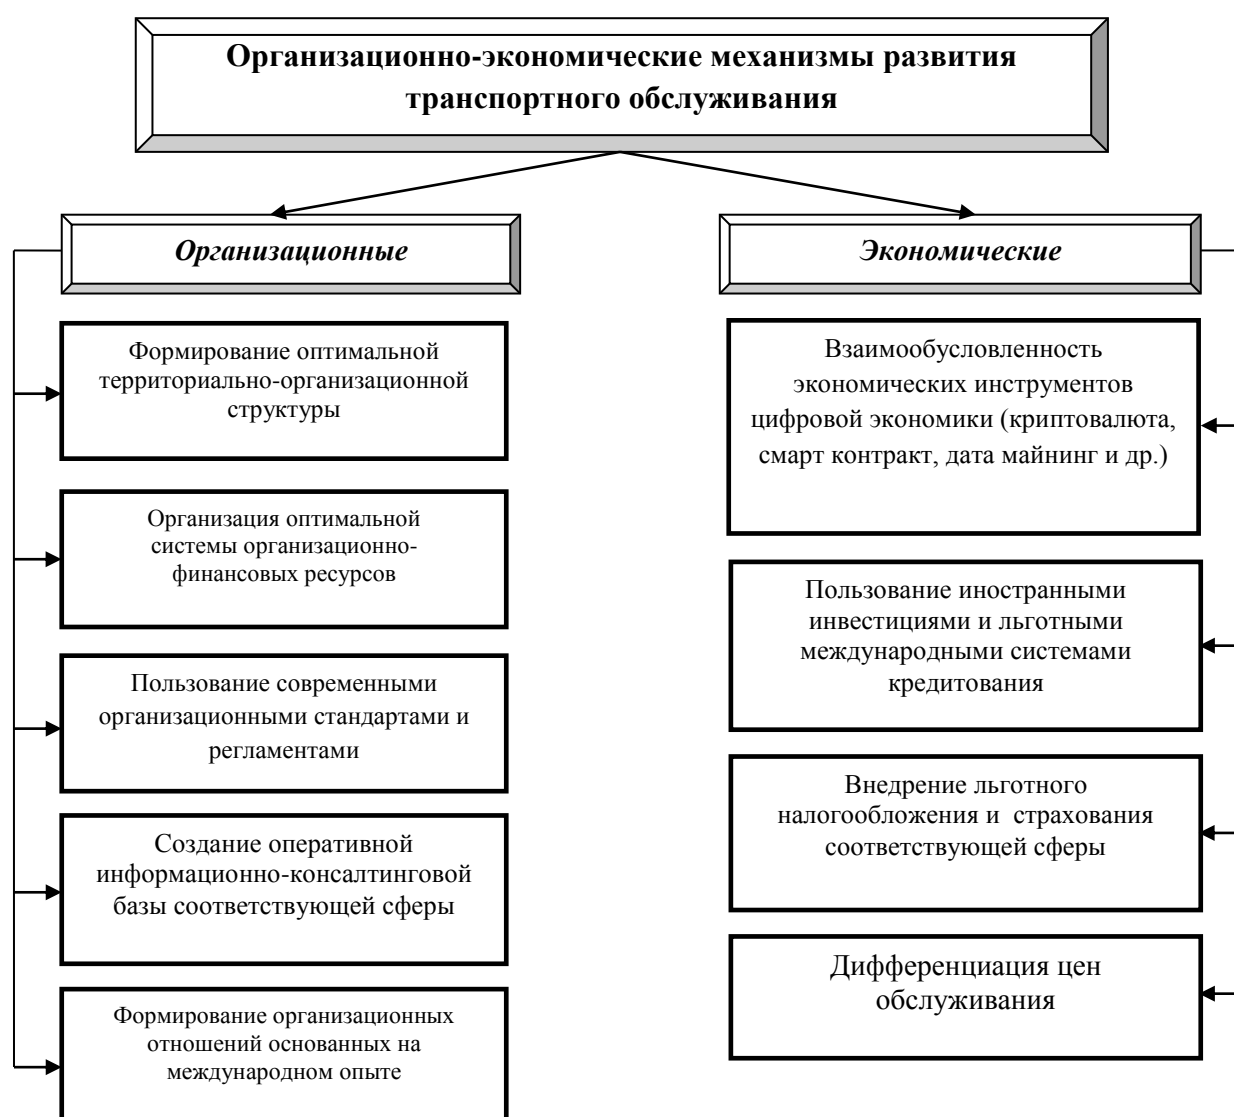 Организационно-экономические механизмы развития
транспортного обслуживания
Организационные
Формирование оптимальной
территориально-организационной
структуры
Организация оптимальной
системы организационно-
финансовых ресурсов
Пользование современными
организационными стандартами и
регламентами
Создание оперативной
информационно-консалтинговой
базы соответствующей сферы
Формирование организационных
отношений основанных на
международном опыте
Экономические
Взаимообусловленность
экономических инструментов
цифровой экономики (криптовалюта,
смарт контракт, дата майнинг и др.)
Пользование иностранными
инвестициями и льготными
международными системами
кредитования
Внедрение льготного
налогообложения и  страхования
соответствующей сферы
Дифференциация цен
обслуживания